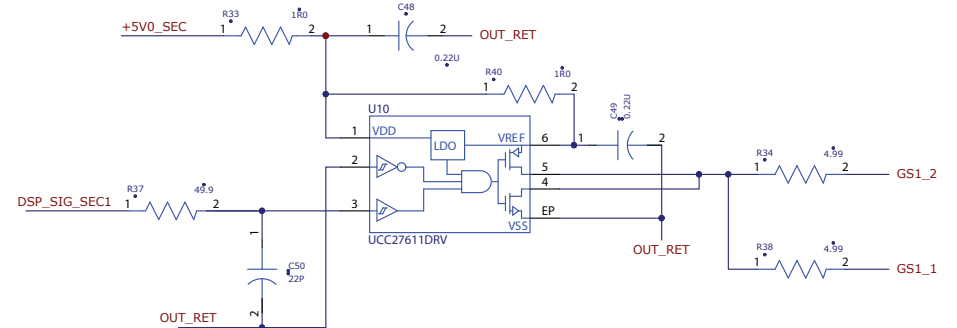 R33
1R0
C48
+5V0_SEC
1
2
1
2
OUT_RET
0.22U
R40
1R0
1
2
C49
0.22U
U10
1
VDD
LDO
VREF
6
1
2
2
5
4
R34
4.99
1
2
GS1_2
R37
49.9
DSP_SIG_SEC1
1
2
3
EP
VSS
UCC27611DRV
OUT_RET
1
C50
22P
2
R38
4.99
1
2
GS1_1
OUT_RET